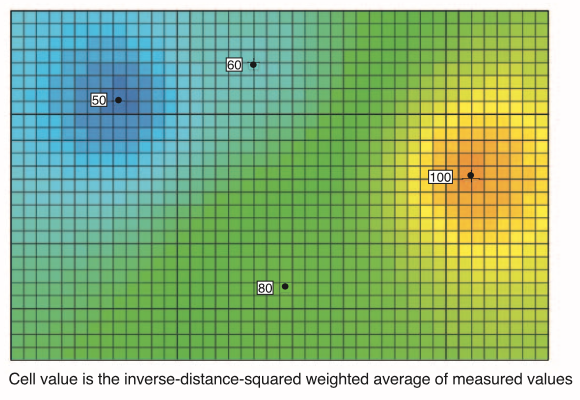 60
50
100
80
Cell value is the inverse-distance-squared weighted average of measured values